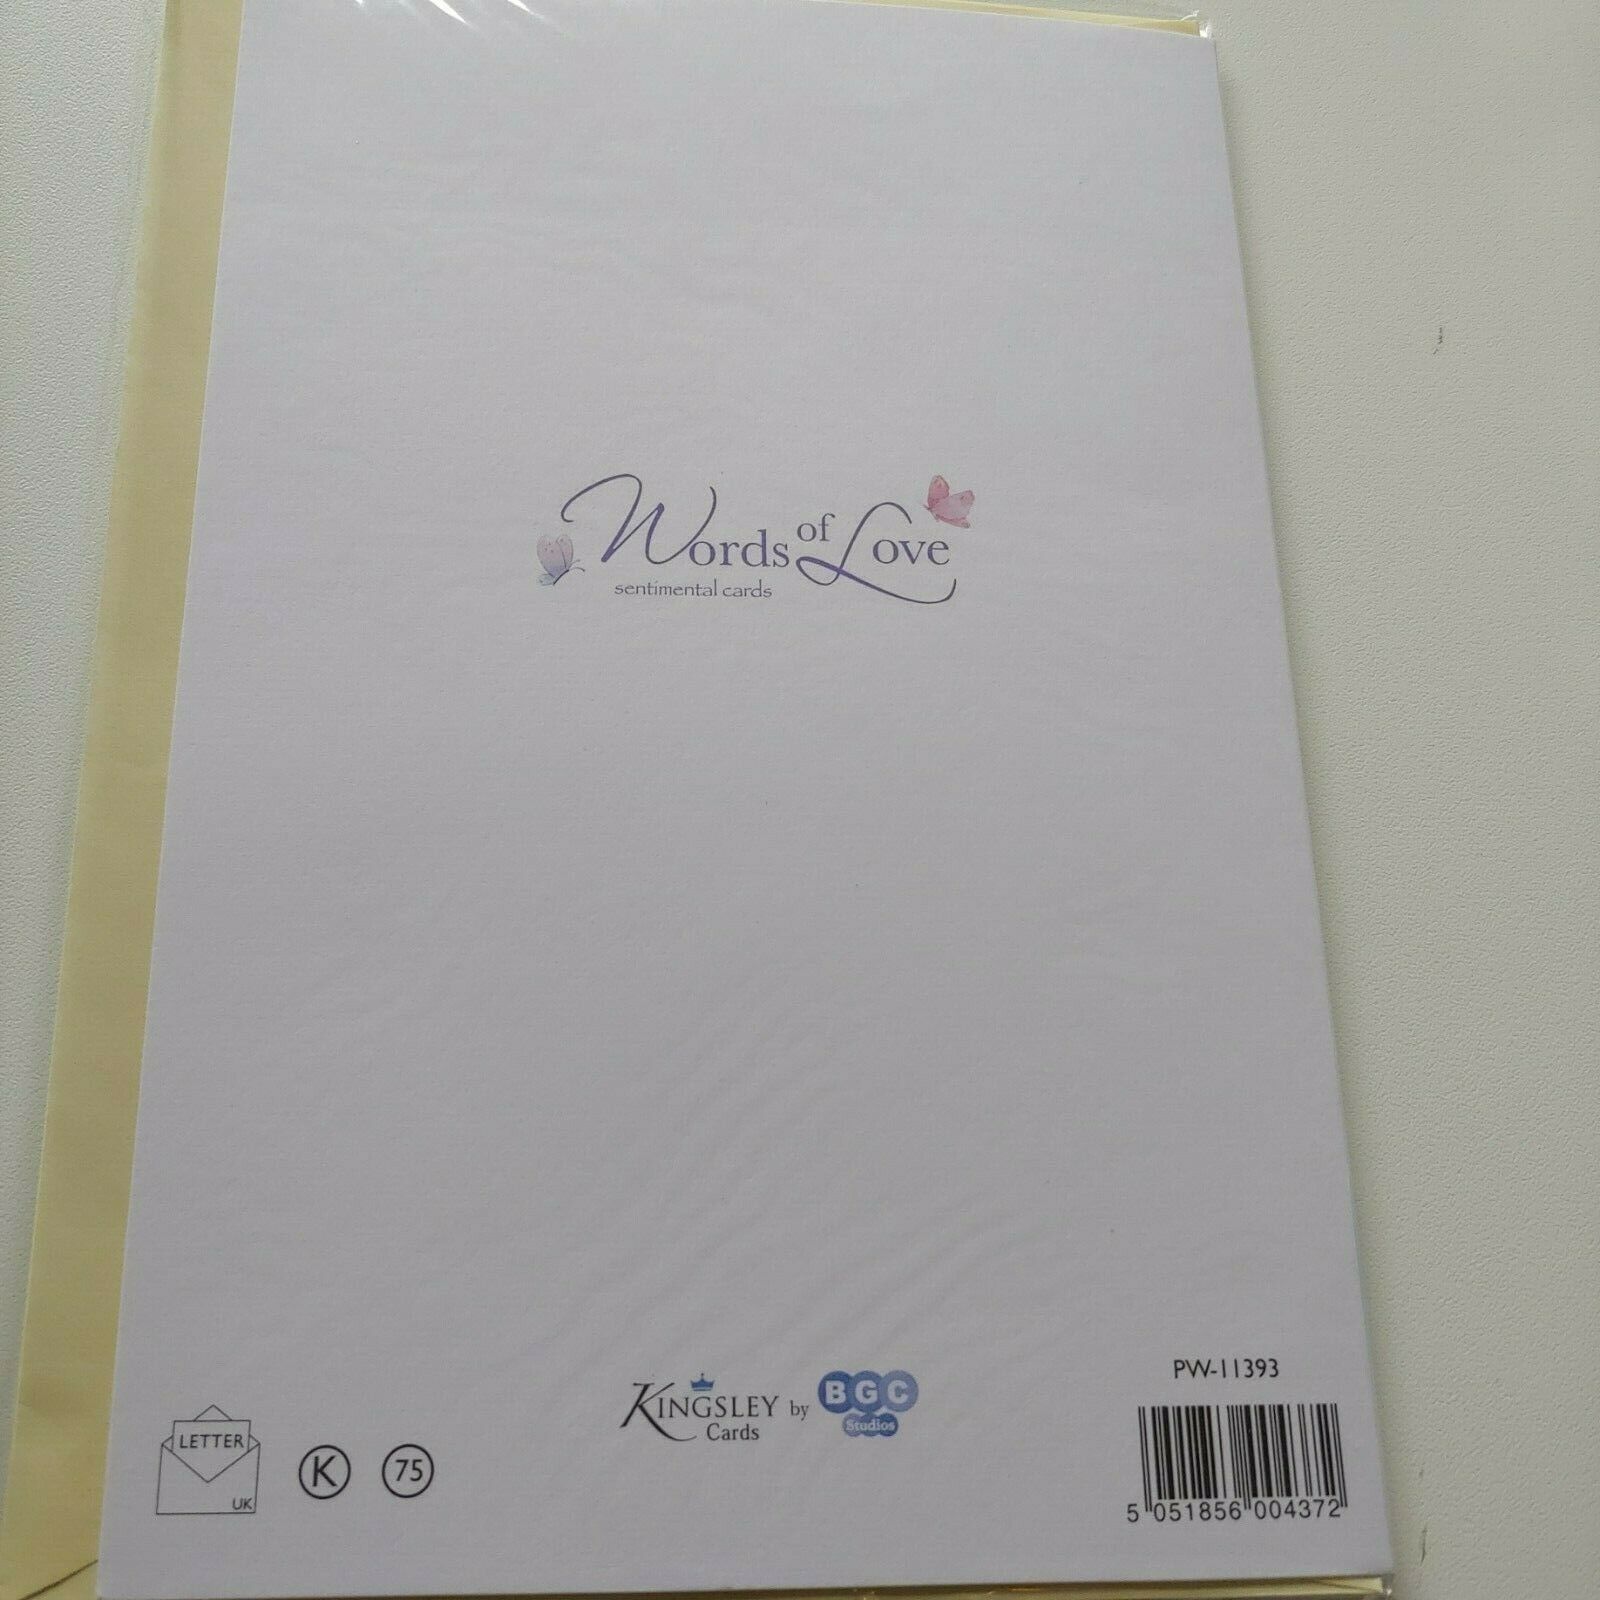 Words of Love
sentimental cards
PW-11393
KINGSLEY by BGC
Cards Studios
LETTER
UK
K
75
5 051856 004372